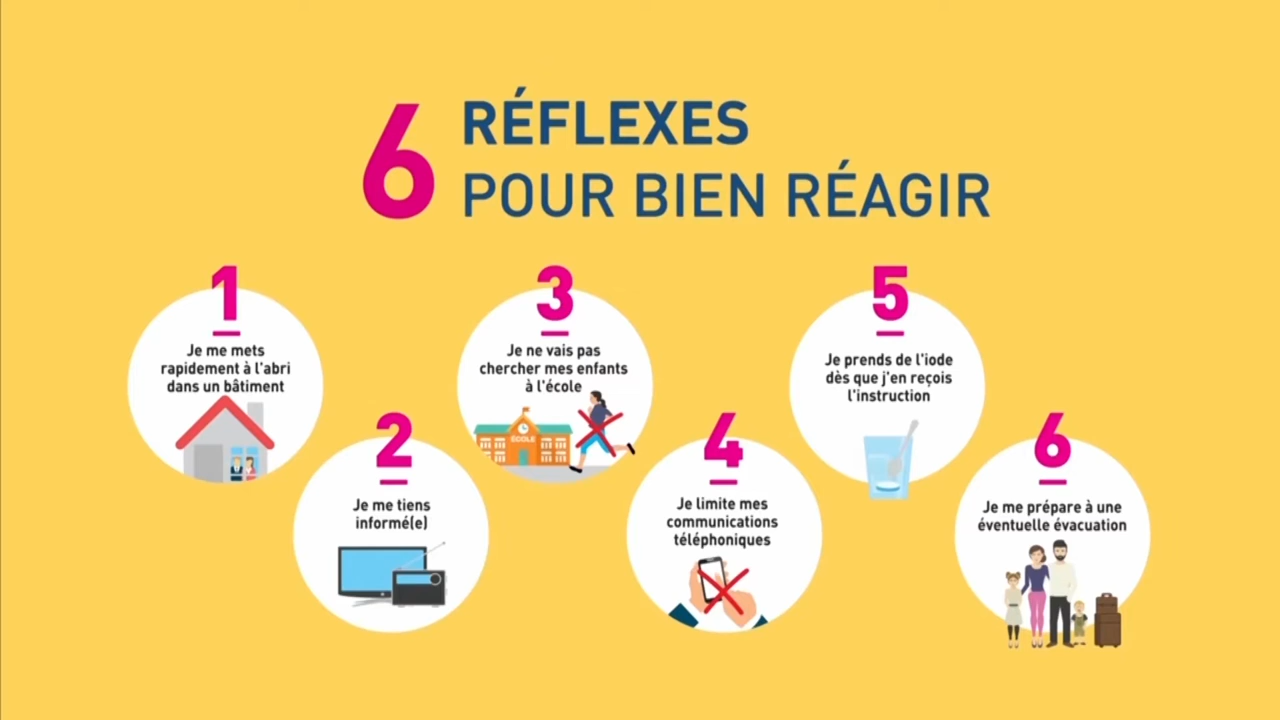 6
RÉFLEXES
POUR BIEN RÉAGIR
1
Je me mets
rapidement à l'abri
dans un bâtiment
2
Je me tiens
informé(e)
3
Je ne vais pas
chercher mes enfants
à l'école
ÉCOLE
4
Je limite mes
communications
téléphoniques
5
Je prends de l'iode
dès que j'en reçois
l'instruction
6
Je me prépare à une
éventuelle évacuation